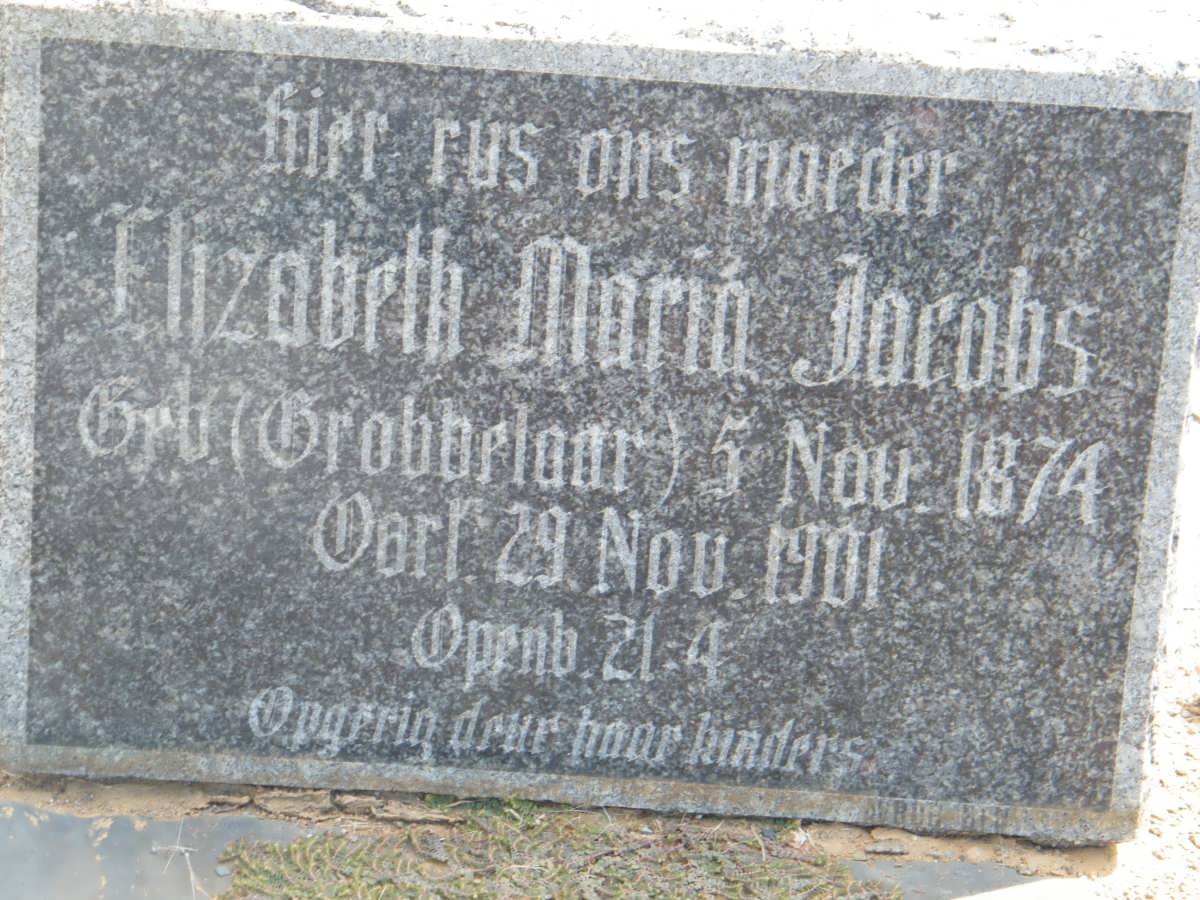 Hier rus ons moeder
Elizabeth Maria Jacobs
Geb. (Grobbelaar) 5 Nov. 1874
Oorl. 29. Nov. 1901
Openb. 21-4
Opgerig deur haar kinders.